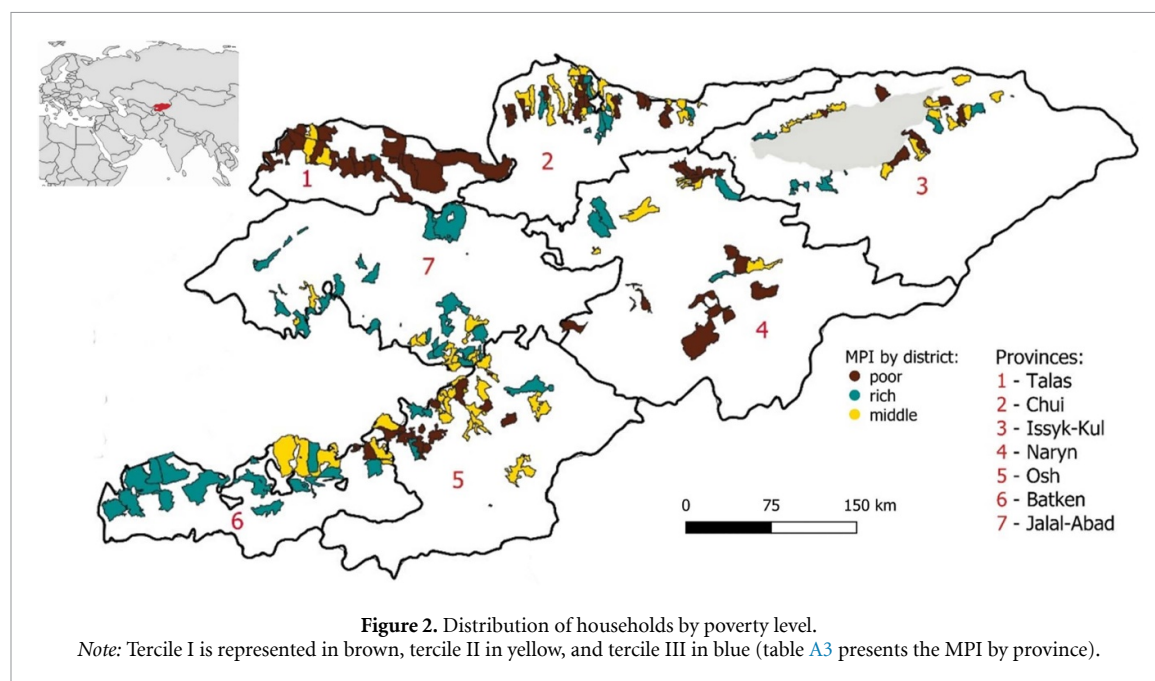 1
2
3
7
4
5
6
MPI by district:
poor
rich
middle
Provinces:
1 - Talas
2 - Chui
3 - Issyk-Kul
4 - Naryn
5 - Osh
6 - Batken
7 - Jalal-Abad
0 75 150 km
Figure 2. Distribution of households by poverty level.
Note: Tercile I is represented in brown, tercile II in yellow, and tercile III in blue (table A3 presents the MPI by province).